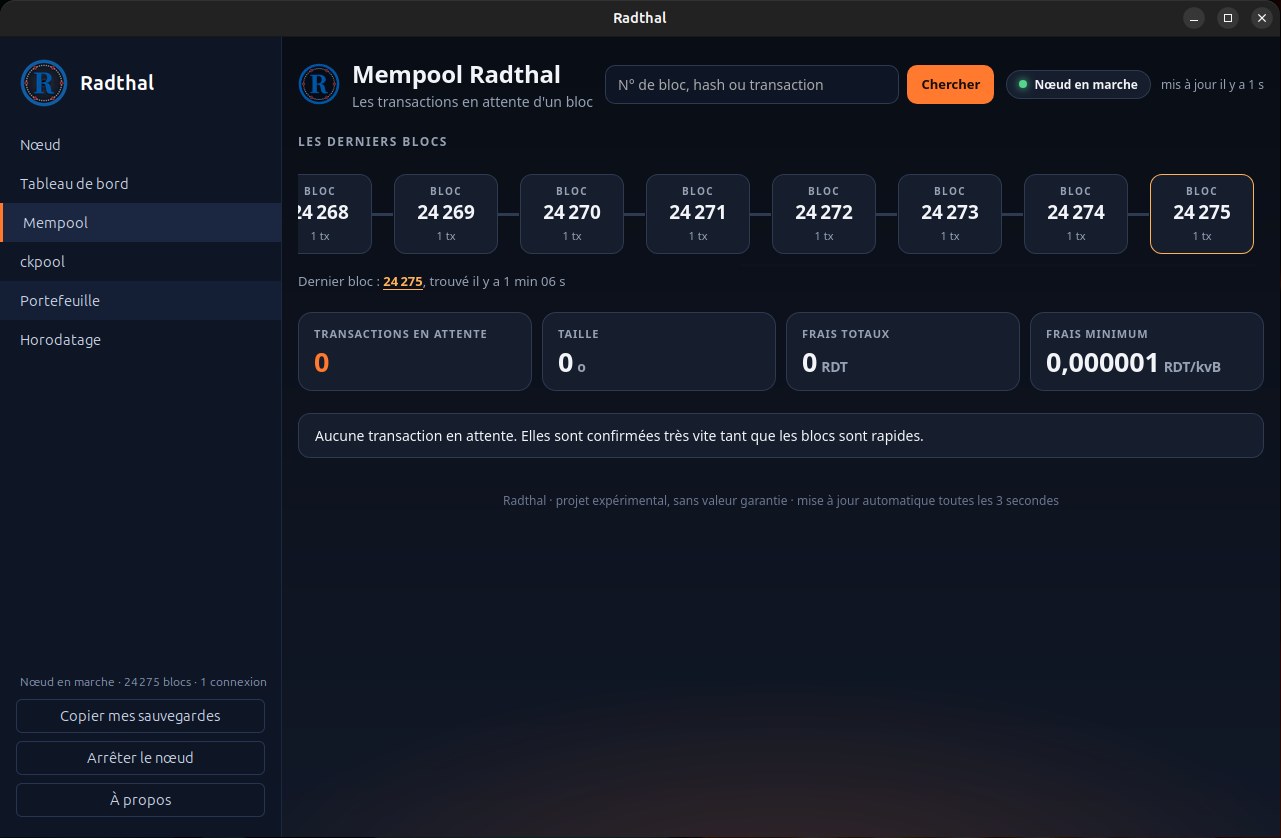 Radthal
R
Radthal
Nœud
Tableau de bord
Mempool
ckpool
Portefeuille
Horodatage
Nœud en marche · 24 275 blocs · 1 connexion
Copier mes sauvegardes
Arrêter le nœud
À propos
R
Mempool Radthal
Les transactions en attente d'un bloc
N° de bloc, hash ou transaction
Chercher
Nœud en marche
mis à jour il y a 1 s
LES DERNIERS BLOCS
BLOC
24 268
1 tx
BLOC
24 269
1 tx
BLOC
24 270
1 tx
BLOC
24 271
1 tx
BLOC
24 272
1 tx
BLOC
24 273
1 tx
BLOC
24 274
1 tx
BLOC
24 275
1 tx
Dernier bloc : 24 275, trouvé il y a 1 min 06 s
TRANSACTIONS EN ATTENTE
0
TAILLE
0 o
FRAIS TOTAUX
0 RDT
FRAIS MINIMUM
0,000001 RDT/kvB
Aucune transaction en attente. Elles sont confirmées très vite tant que les blocs sont rapides.
Radthal · projet expérimental, sans valeur garantie · mise à jour automatique toutes les 3 secondes